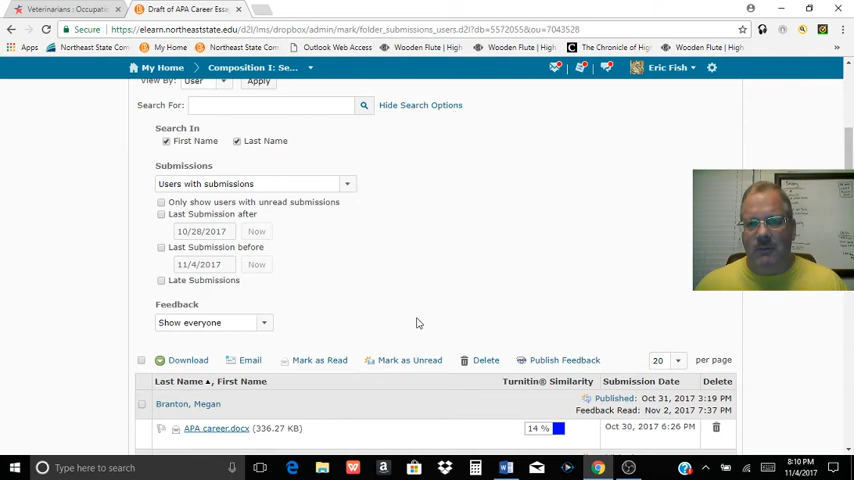 Veterinarians : Occupati
Draft of APA Career Essa
Secure
https://elearn.northeaststate.edu/d2l/lms/dropbox/admin/mark/folder_submissions_users.d2l?db=5572055&ou=7043528
Apps
Northeast State Com
My Home
Northeast State Com
Outlook Web Access
Wooden Flute | High
Wooden Flute | High
The Chronicle of High
Wooden Flute | High
My Home
Composition I: Se...
Eric Fish
View By:
User
Apply
Search For:
Hide Search Options
Search In
First Name
Last Name
Submissions
Users with submissions
Only show users with unread submissions
Last Submission after
10/28/2017
Now
Last Submission before
11/4/2017
Now
Late Submissions
Feedback
Show everyone
Download
Email
Mark as Read
Mark as Unread
Delete
Publish Feedback
20
per page
Last Name
, First Name
Turnitin® Similarity
Submission Date
Delete
Branton, Megan
Published: Oct 31, 2017 3:19 PM
Feedback Read: Nov 2, 2017 7:37 PM
APA career.docx (336.27 KB)
14 %
Oct 30, 2017 6:26 PM
Type here to search
8:10 PM
11/4/2017